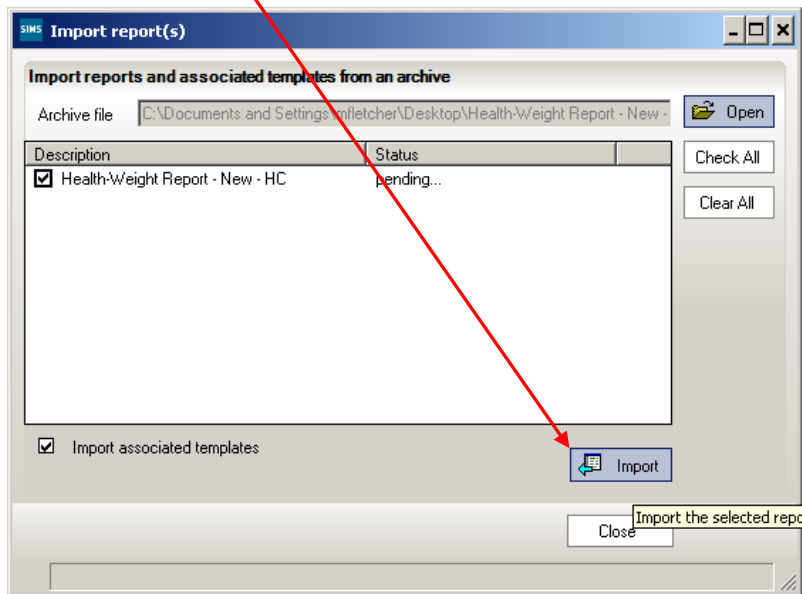 SIMS Import report(s)
Import reports and associated templates from an archive
Archive file C:\Documents and Settings\mfletcher\Desktop\Health-Weight Report - New - Open
Description Status Check All
Health-Weight Report - New - HC pending...
Clear All
Import associated templates
Import
Import the selected repo
Close